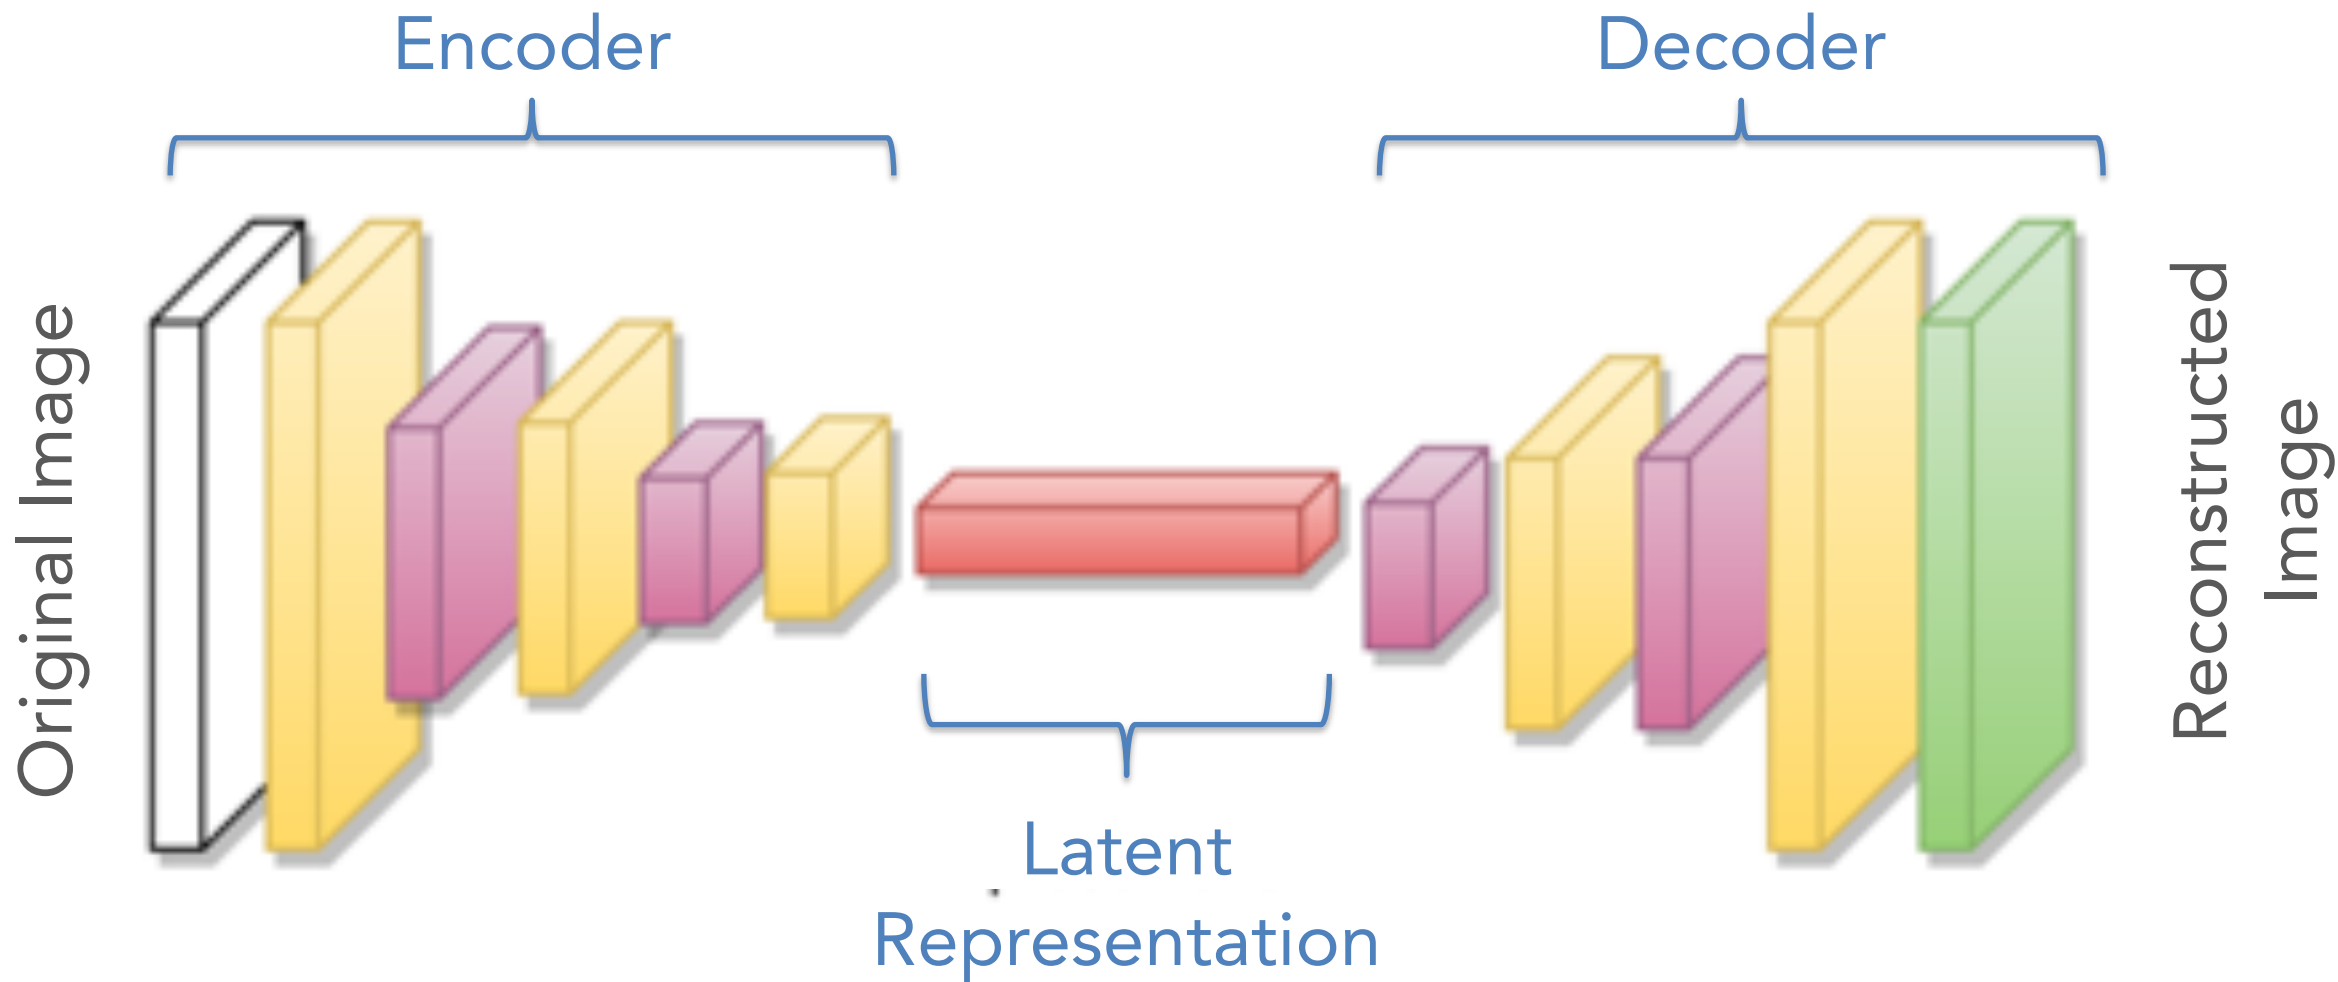 Encoder
Decoder
Original Image
Latent
Representation
Reconstructed
Image